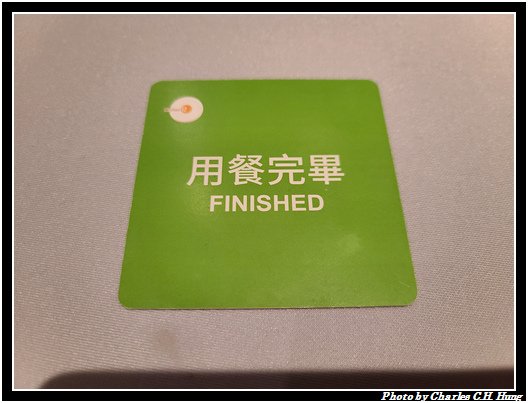 用餐完畢
FINISHED
Photo by Charles C.H. Hung